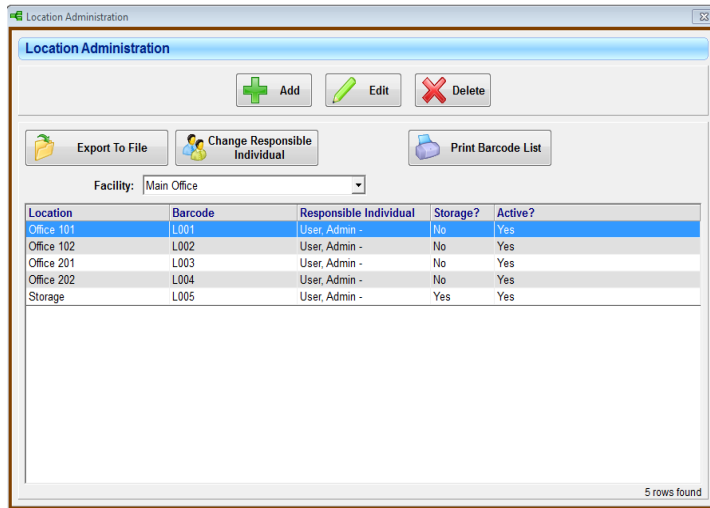 Location Administration
Location Administration
Add Edit Delete
Export To File Change Responsible Individual Print Barcode List
Facility: Main Office
Location Barcode Responsible Individual Storage? Active?
Office 101 L001 User, Admin - No Yes
Office 102 L002 User, Admin - No Yes
Office 201 L003 User, Admin - No Yes
Office 202 L004 User, Admin - No Yes
Storage L005 User, Admin - Yes Yes
5 rows found